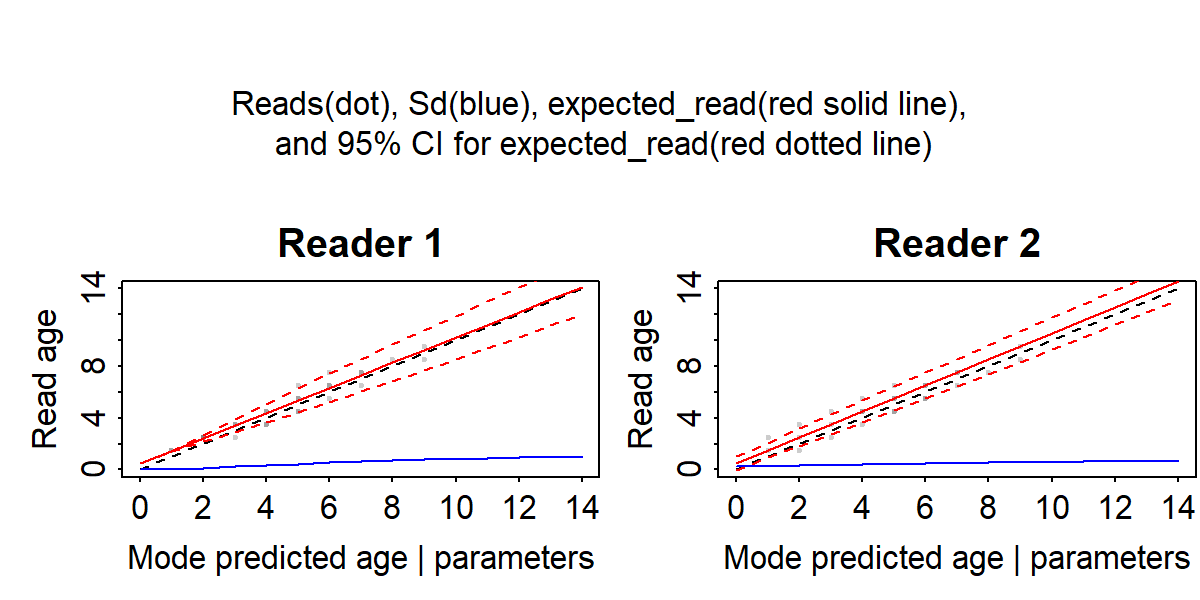 Reads(dot), Sd(blue), expected_read(red solid line),
and 95% CI for expected_read(red dotted line)
Reader 1
Read age
0 4 8 14
0 2 4 6 8 10 12 14
Mode predicted age | parameters
Reader 2
Read age
0 4 8 14
0 2 4 6 8 10 12 14
Mode predicted age | parameters